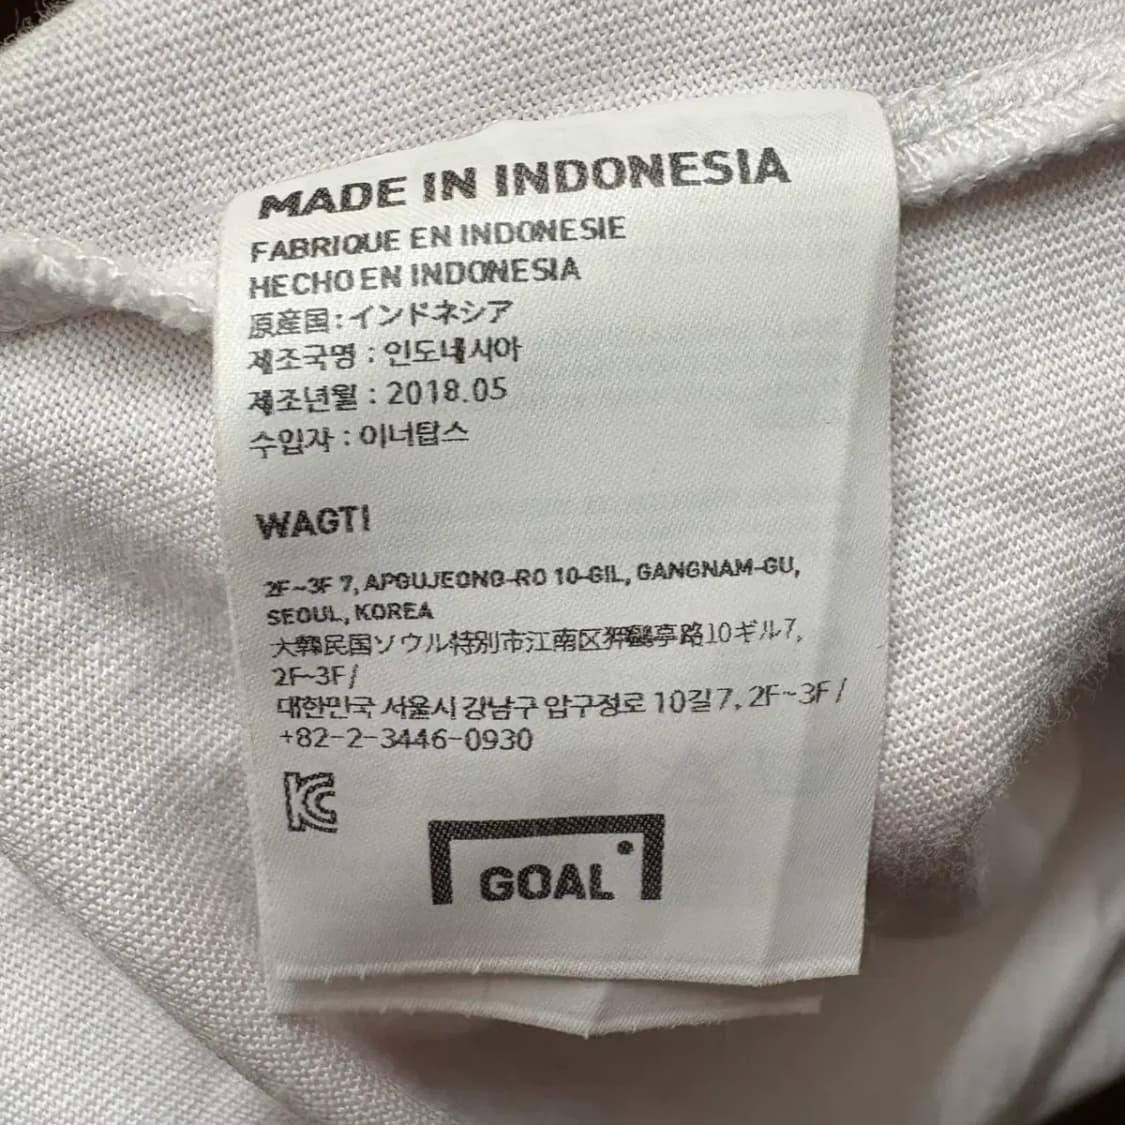 MADE IN INDONESIA
FABRIQUE EN INDONESIE
HECHO EN INDONESIA
原産国:インドネシア
제조국명 : 인도네시아
제조년월 : 2018.05
수입자 : 이너탑스
WAGTI
2F~3F 7, APGUJEONG-RO 10-GIL, GANGNAM-GU,
SEOUL, KOREA
大韓民国ソウル特別市江南区狎鷗亭路10ギル7,
2F~3F/
대한민국 서울시 강남구 압구정로 10길7, 2F~3F/
+82-2-3446-0930
KC
GOAL